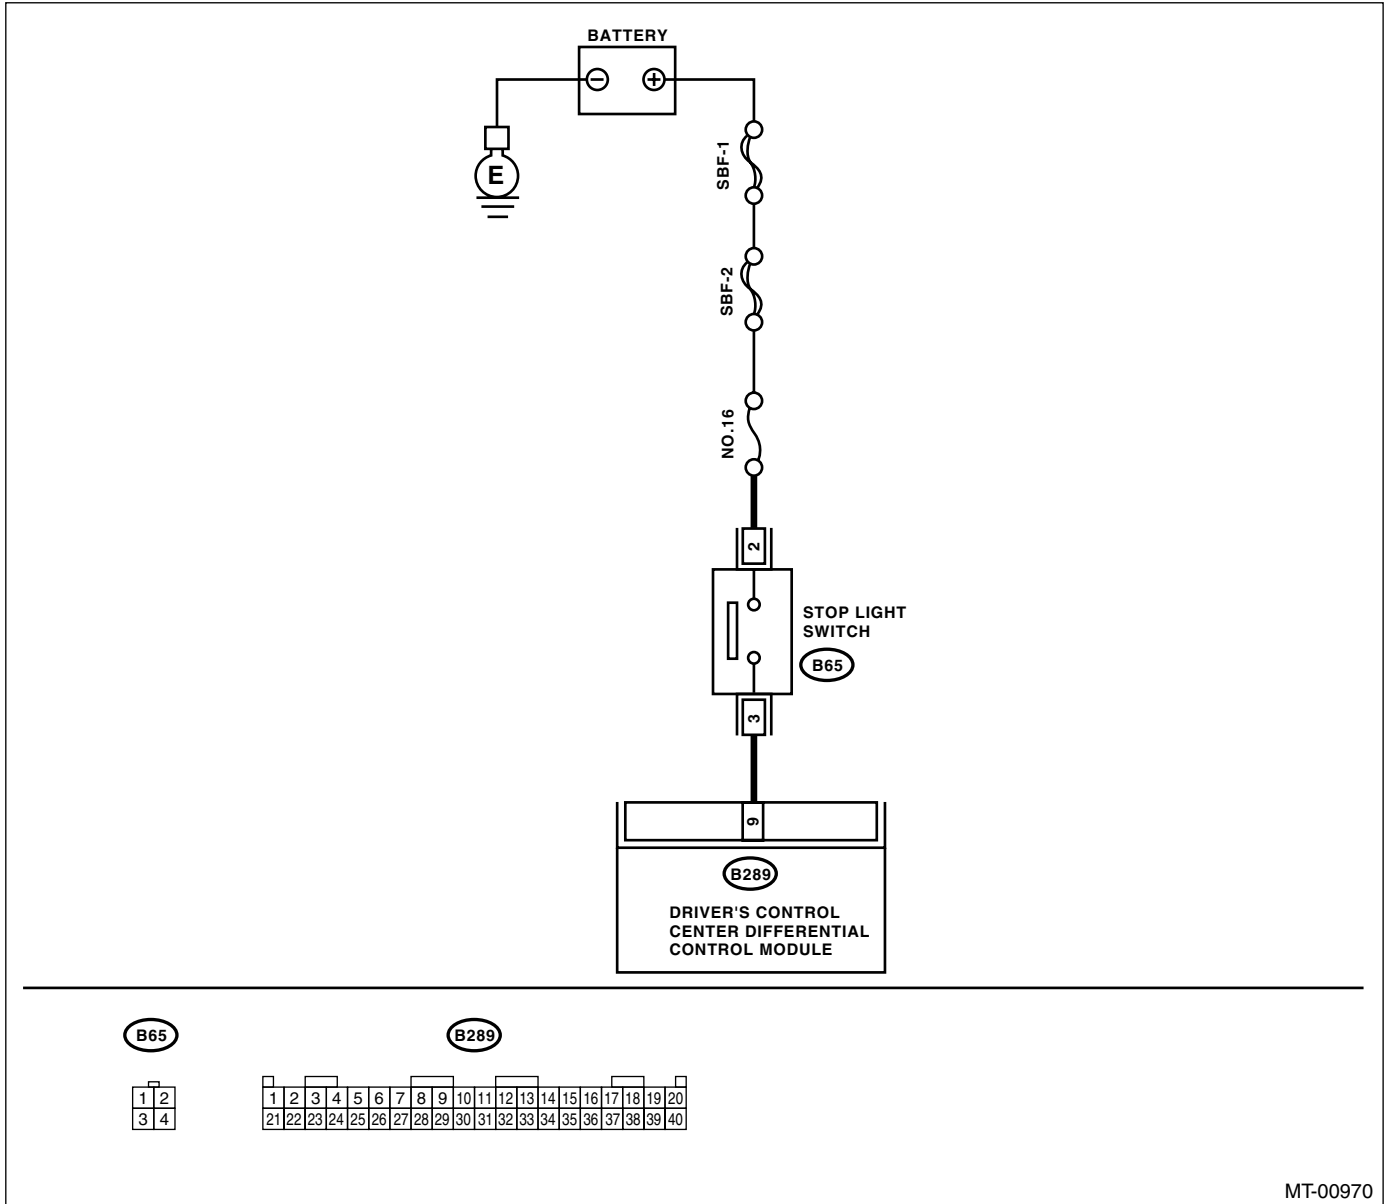 BATTERY
E
SBF-1
SBF-2
NO.16
2
STOP LIGHT
SWITCH
B65
3
9
B289
DRIVER'S CONTROL
CENTER DIFFERENTIAL
CONTROL MODULE
B65 B289
1 2
3 4
1 2 3 4 5 6 7 8 9 10 11 12 13 14 15 16 17 18 19 20
21 22 23 24 25 26 27 28 29 30 31 32 33 34 35 36 37 38 39 40
MT-00970